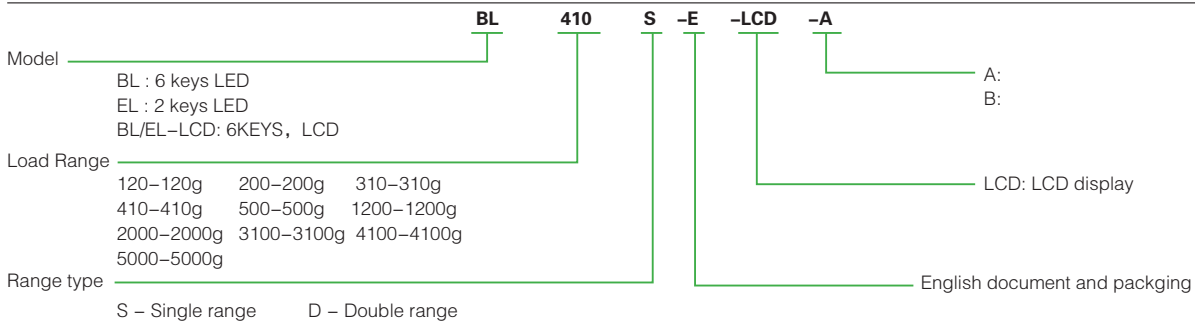 BL 410 S –E –LCD –A
Model
BL : 6 keys LED
EL : 2 keys LED
BL/EL–LCD: 6KEYS，LCD
A:
B:
Load Range
120–120g 200–200g 310–310g
410–410g 500–500g 1200–1200g
2000–2000g 3100–3100g 4100–4100g
5000–5000g
LCD: LCD display
Range type
S – Single range D – Double range
English document and packging